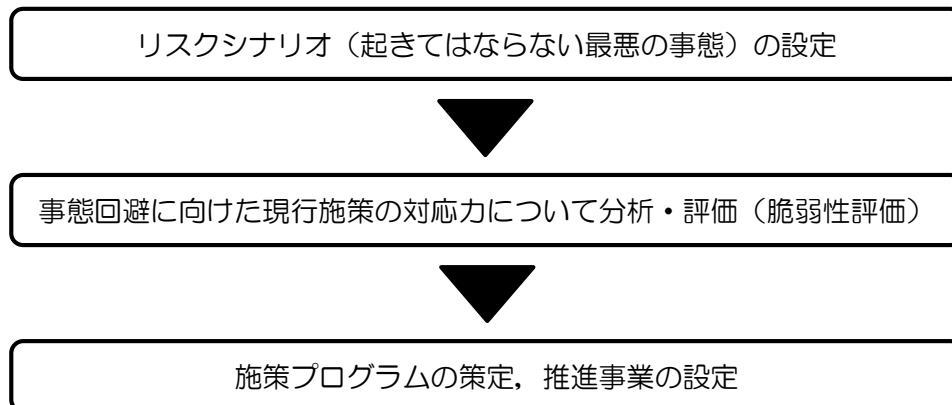 リスクシナリオ（起きてはならない最悪の事態）の設定
事態回避に向けた現行施策の対応力について分析・評価（脆弱性評価）
施策プログラムの策定，推進事業の設定